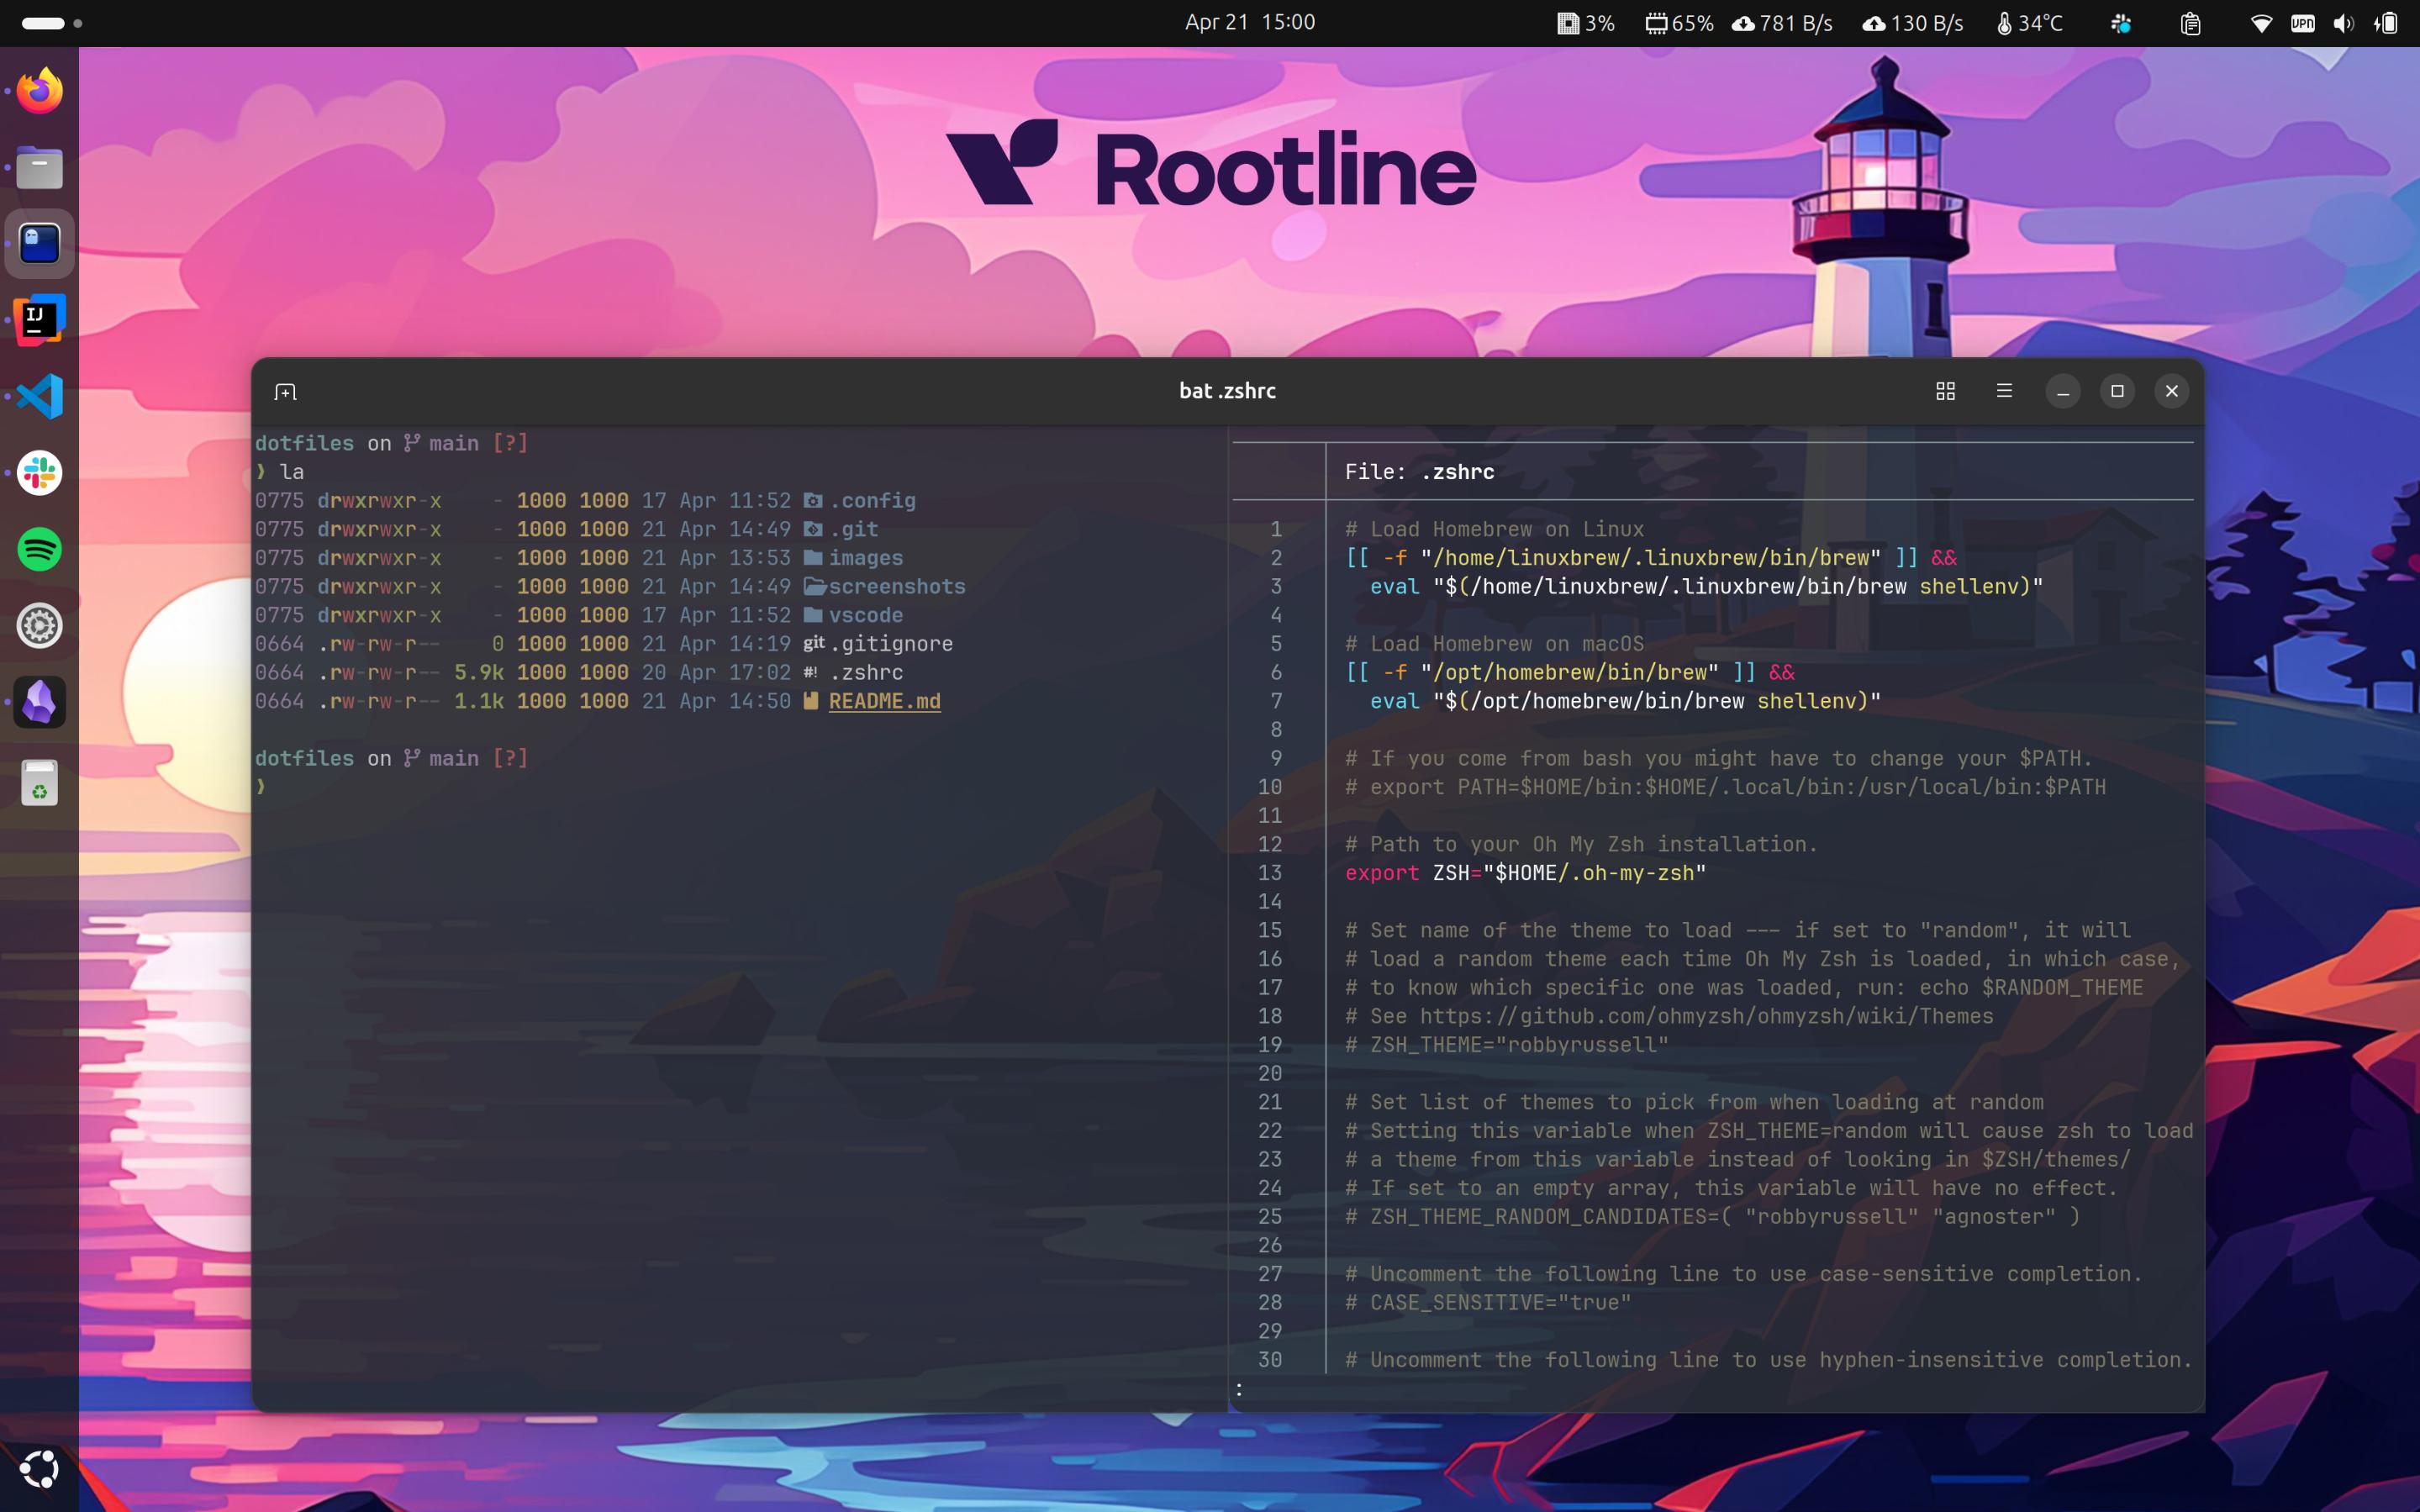 Apr 21 15:00
3% 65% 781 B/s 130 B/s 34°C VPN
Rootline
IJ
bat .zshrc
dotfiles on main [?]
❯ la
0775 drwxrwxr-x - 1000 1000 17 Apr 11:52 .config
0775 drwxrwxr-x - 1000 1000 21 Apr 14:49 .git
0775 drwxrwxr-x - 1000 1000 21 Apr 13:53 images
0775 drwxrwxr-x - 1000 1000 21 Apr 14:49 screenshots
0775 drwxrwxr-x - 1000 1000 17 Apr 11:52 vscode
0664 .rw-rw-r-- 0 1000 1000 21 Apr 14:19 git .gitignore
0664 .rw-rw-r-- 5.9k 1000 1000 20 Apr 17:02 #! .zshrc
0664 .rw-rw-r-- 1.1k 1000 1000 21 Apr 14:50 README.md
dotfiles on main [?]
❯
File: .zshrc
1 # Load Homebrew on Linux
2 [[ -f "/home/linuxbrew/.linuxbrew/bin/brew" ]] &&
3 eval "$(/home/linuxbrew/.linuxbrew/bin/brew shellenv)"
4
5 # Load Homebrew on macOS
6 [[ -f "/opt/homebrew/bin/brew" ]] &&
7 eval "$(/opt/homebrew/bin/brew shellenv)"
8
9 # If you come from bash you might have to change your $PATH.
10 # export PATH=$HOME/bin:$HOME/.local/bin:/usr/local/bin:$PATH
11
12 # Path to your Oh My Zsh installation.
13 export ZSH="$HOME/.oh-my-zsh"
14
15 # Set name of the theme to load --- if set to "random", it will
16 # load a random theme each time Oh My Zsh is loaded, in which case,
17 # to know which specific one was loaded, run: echo $RANDOM_THEME
18 # See https://github.com/ohmyzsh/ohmyzsh/wiki/Themes
19 # ZSH_THEME="robbyrussell"
20
21 # Set list of themes to pick from when loading at random
22 # Setting this variable when ZSH_THEME=random will cause zsh to load
23 # a theme from this variable instead of looking in $ZSH/themes/
24 # If set to an empty array, this variable will have no effect.
25 # ZSH_THEME_RANDOM_CANDIDATES=( "robbyrussell" "agnoster" )
26
27 # Uncomment the following line to use case-sensitive completion.
28 # CASE_SENSITIVE="true"
29
30 # Uncomment the following line to use hyphen-insensitive completion.
: